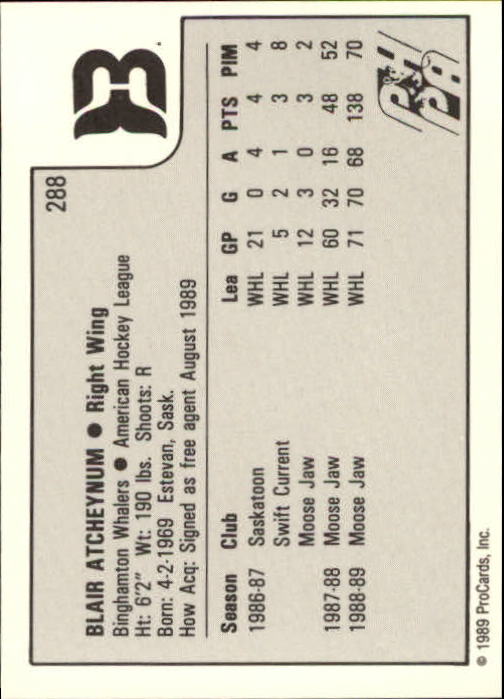 288
BLAIR ATCHEYNUM ● Right Wing
Binghamton Whalers ● American Hockey League
Ht: 6'2" Wt: 190 lbs. Shoots: R
Born: 4-2-1969 Estevan, Sask.
How Acq: Signed as free agent August 1989
Season Club Lea GP G A PTS PIM
1986-87 Saskatoon WHL 21 0 4 4 4
Swift Current WHL 5 2 1 3 8
Moose Jaw WHL 12 3 0 3 2
1987-88 Moose Jaw WHL 60 32 16 48 52
1988-89 Moose Jaw WHL 71 70 68 138 70
PH
PA
© 1989 ProCards, Inc.